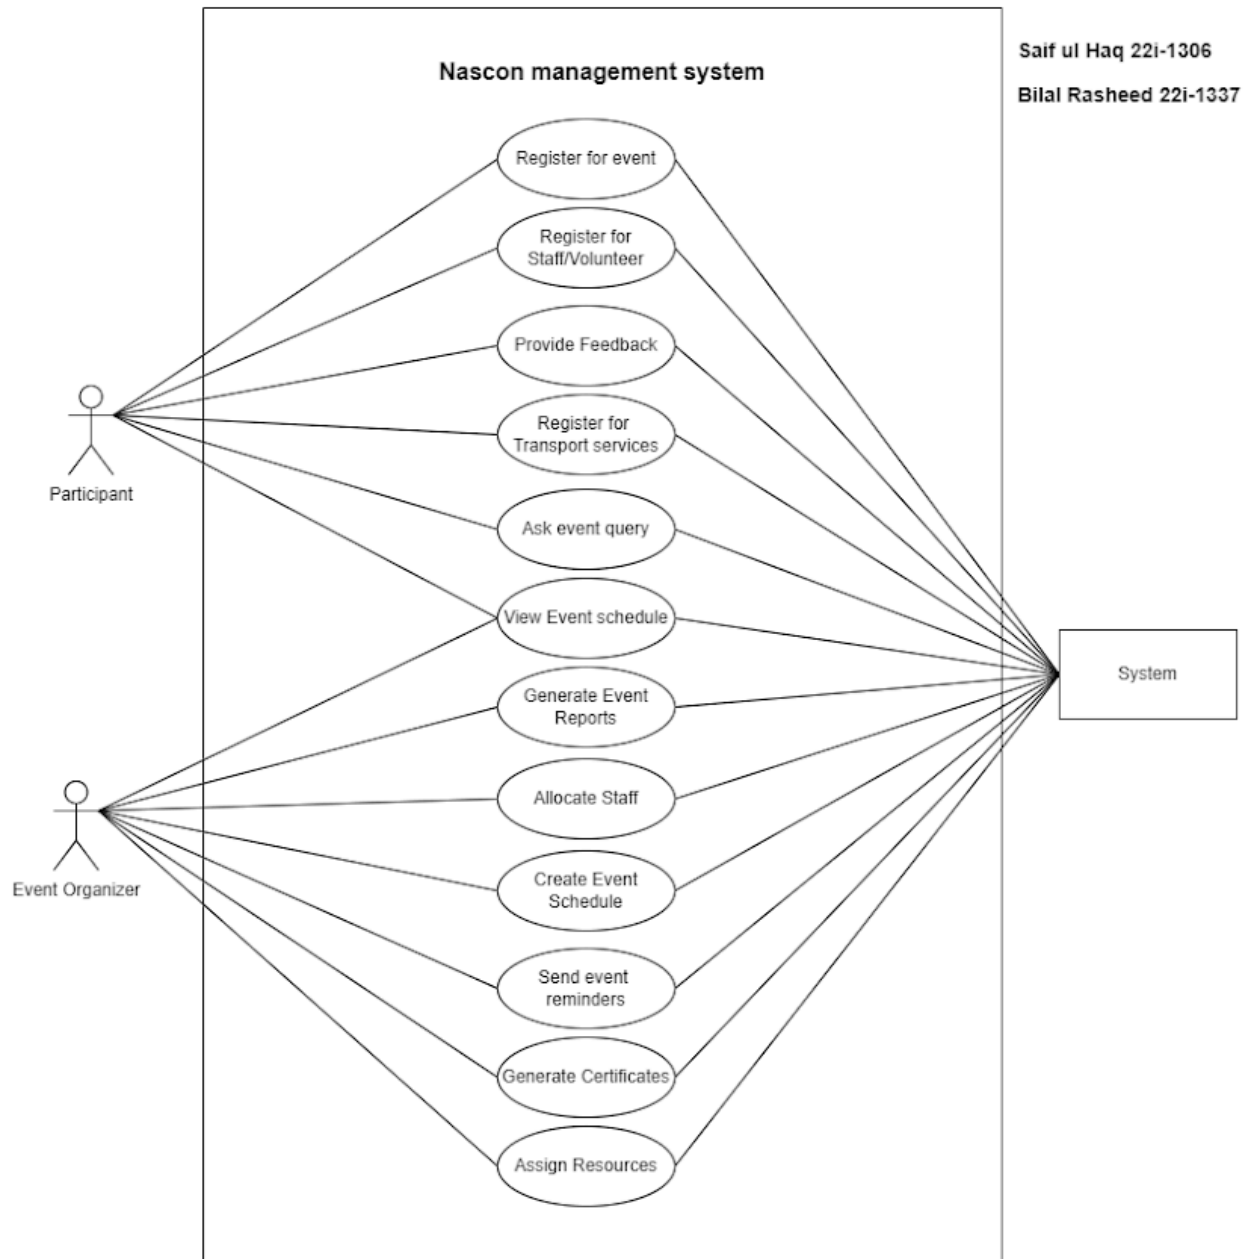 Saif ul Haq 22i-1306
Nascon management system
Bilal Rasheed 22i-1337
Register for event
Register for
Staff/Volunteer
Provide Feedback
Register for
Transport services
Participant
Ask event query
View Event schedule
System
Generate Event
Reports
Allocate Staff
Event Organizer
Create Event
Schedule
Send event
reminders
Generate Certificates
Assign Resources